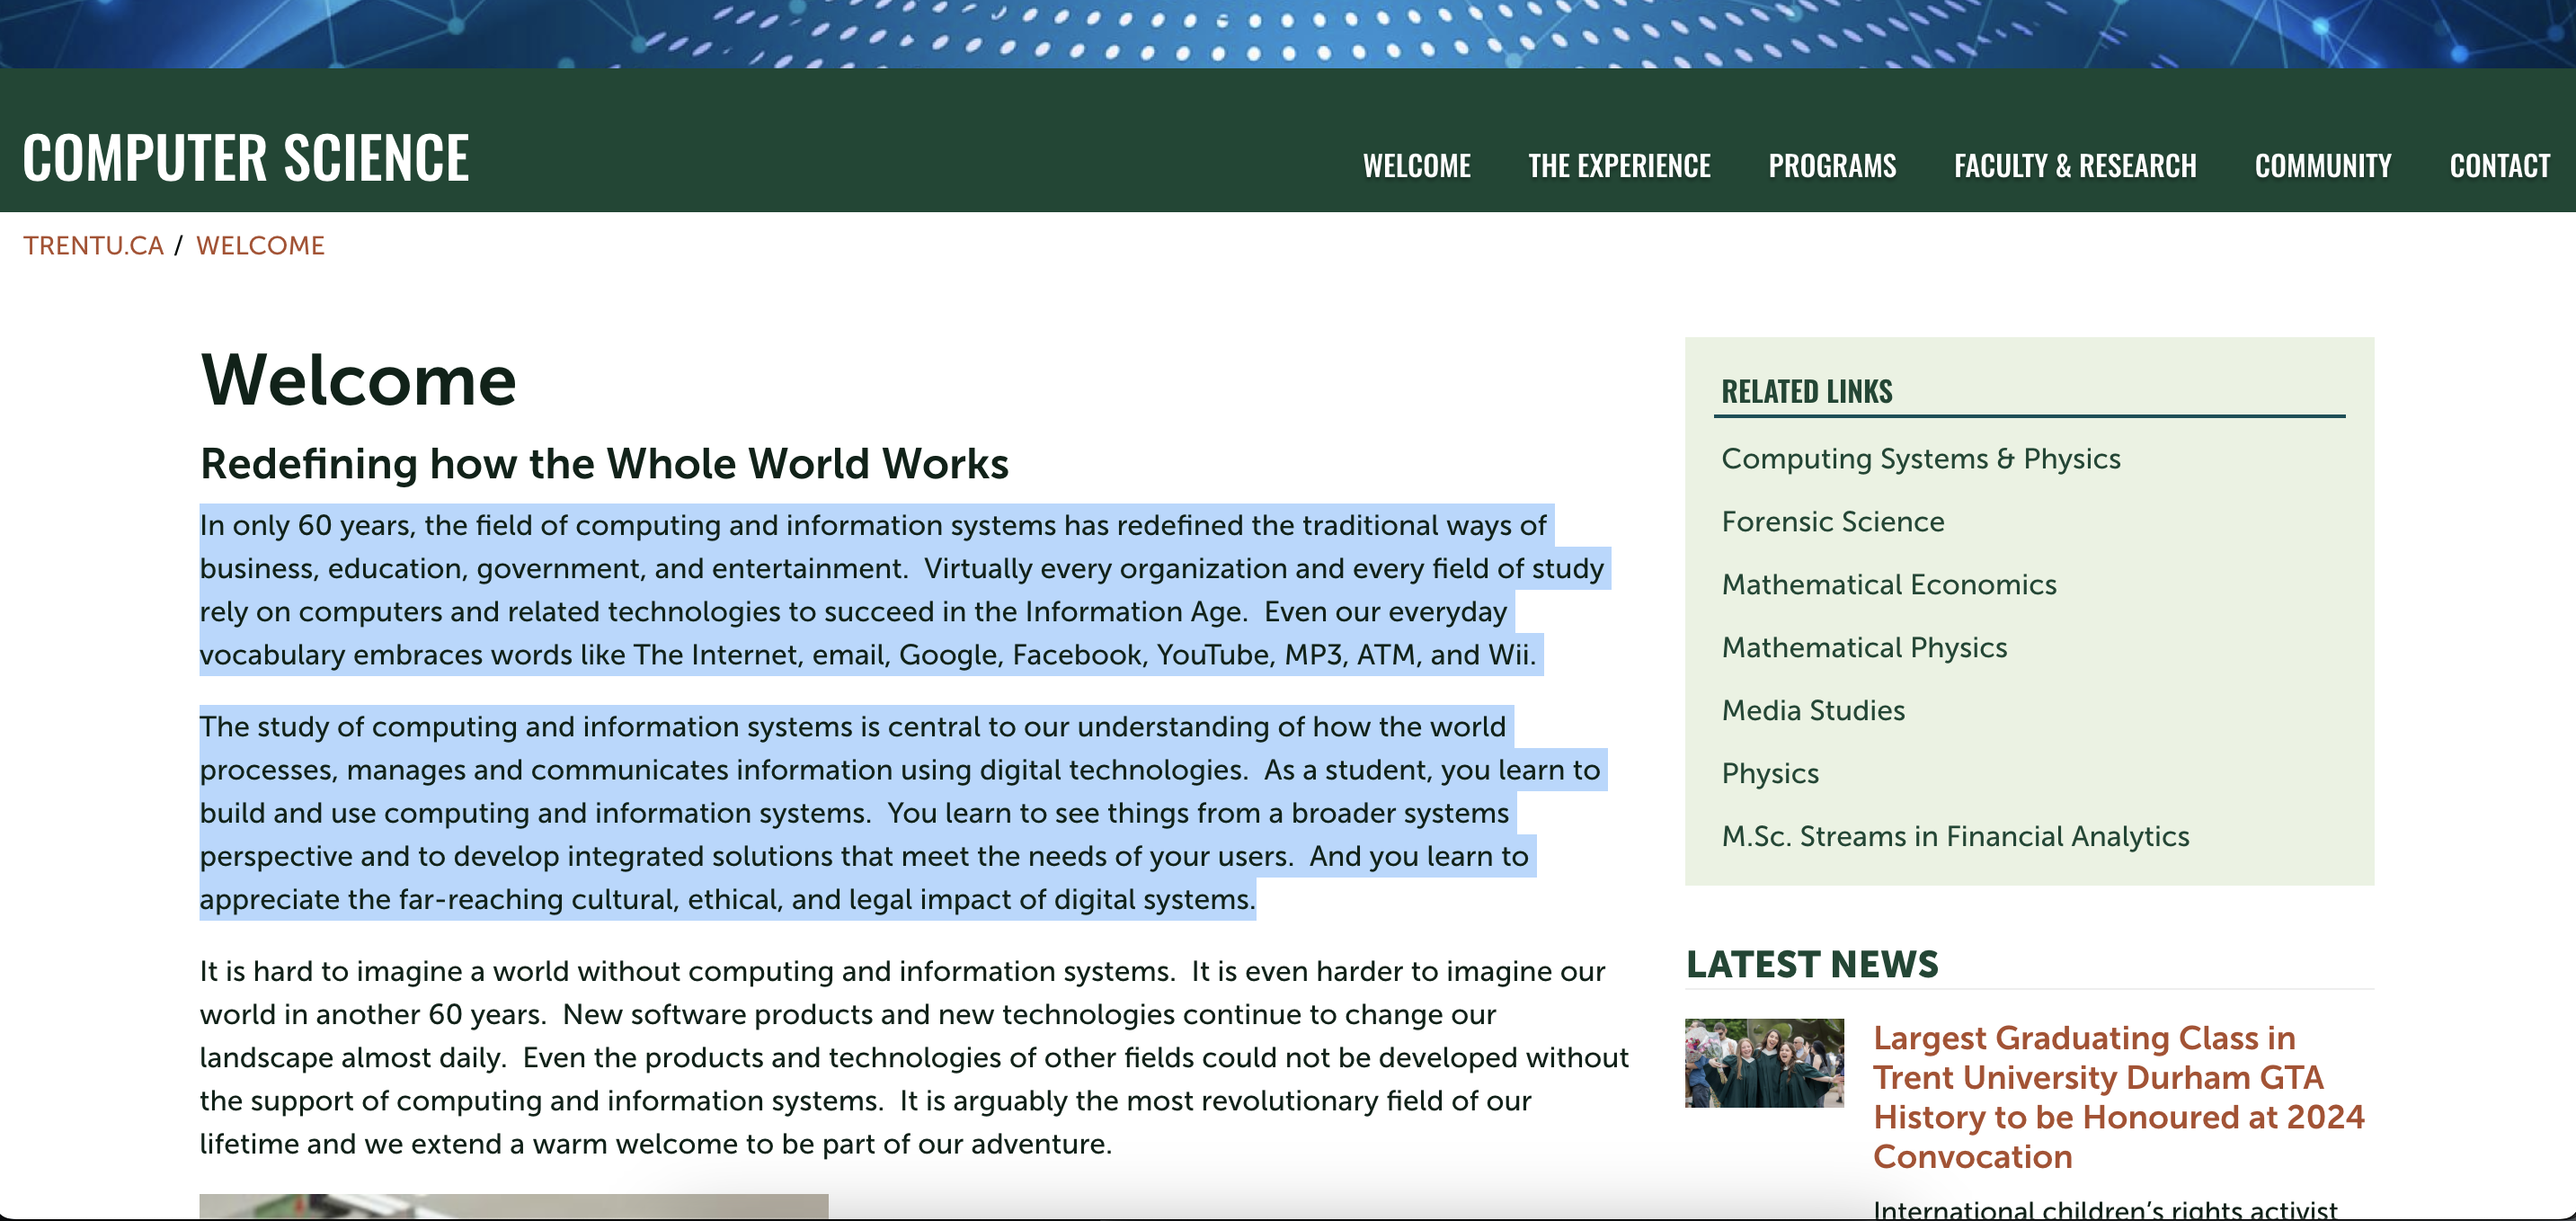 COMPUTER SCIENCE
WELCOME THE EXPERIENCE PROGRAMS FACULTY & RESEARCH COMMUNITY CONTACT
TRENTU.CA / WELCOME
Welcome
Redefining how the Whole World Works
In only 60 years, the field of computing and information systems has redefined the traditional ways of
business, education, government, and entertainment.  Virtually every organization and every field of study
rely on computers and related technologies to succeed in the Information Age.  Even our everyday
vocabulary embraces words like The Internet, email, Google, Facebook, YouTube, MP3, ATM, and Wii.
The study of computing and information systems is central to our understanding of how the world
processes, manages and communicates information using digital technologies.  As a student, you learn to
build and use computing and information systems.  You learn to see things from a broader systems
perspective and to develop integrated solutions that meet the needs of your users.  And you learn to
appreciate the far-reaching cultural, ethical, and legal impact of digital systems.
It is hard to imagine a world without computing and information systems.  It is even harder to imagine our
world in another 60 years.  New software products and new technologies continue to change our
landscape almost daily.  Even the products and technologies of other fields could not be developed without
the support of computing and information systems.  It is arguably the most revolutionary field of our
lifetime and we extend a warm welcome to be part of our adventure.
RELATED LINKS
Computing Systems & Physics
Forensic Science
Mathematical Economics
Mathematical Physics
Media Studies
Physics
M.Sc. Streams in Financial Analytics
LATEST NEWS
Largest Graduating Class in
Trent University Durham GTA
History to be Honoured at 2024
Convocation
International children's rights activist